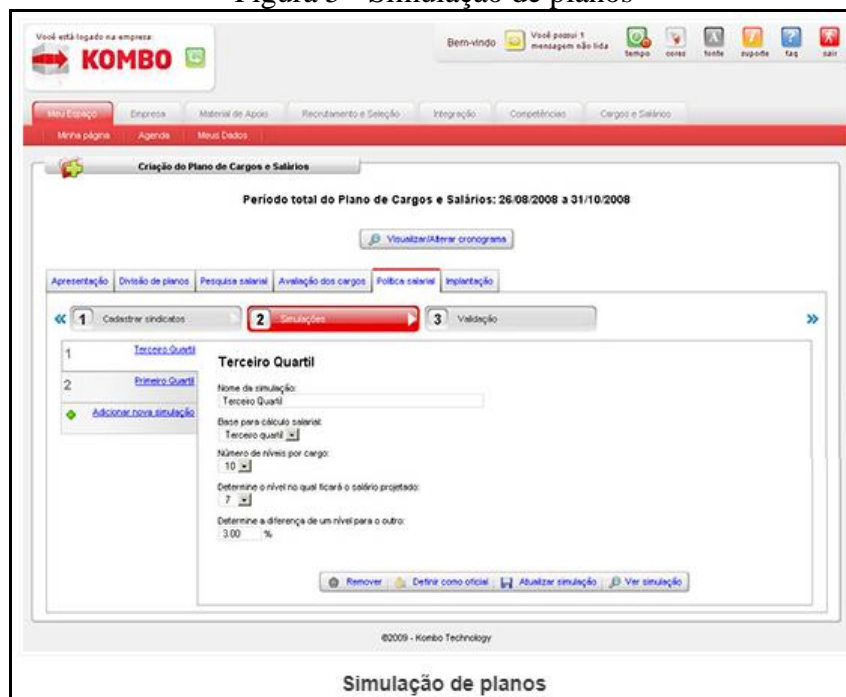 Figura 3 - Simulação de planos
Você está logado na empresa:
KOMBO
Bem-vindo
Você possui 1
mensagem não lida
tempo
cores
fonte
suporte
faq
sair
Meu Espaço
Empresa
Material de Apoio
Recrutamento e Seleção
Integração
Competências
Cargos e Salários
Minha página
Agenda
Meus Dados
Criação do Plano de Cargos e Salários
Período total do Plano de Cargos e Salários: 26/08/2008 a 31/10/2008
Visualizar/Alterar cronograma
Apresentação
Divisão de planos
Pesquisa salarial
Avaliação dos cargos
Política salarial
Implantação
1 Cadastrar sindicatos
2 Simulações
3 Validação
1 Terceiro Quartil
2 Primeiro Quartil
Adicionar nova simulação
Terceiro Quartil
Nome da simulação:
Terceiro Quartil
Base para cálculo salarial:
Terceiro quartil
Número de níveis por cargo:
10
Determine o nível no qual ficará o salário projetado:
7
Determine a diferença de um nível para o outro:
3.00 %
Remover
Definir como oficial
Atualizar simulação
Ver simulação
©2009 - Kombo Technology
Simulação de planos